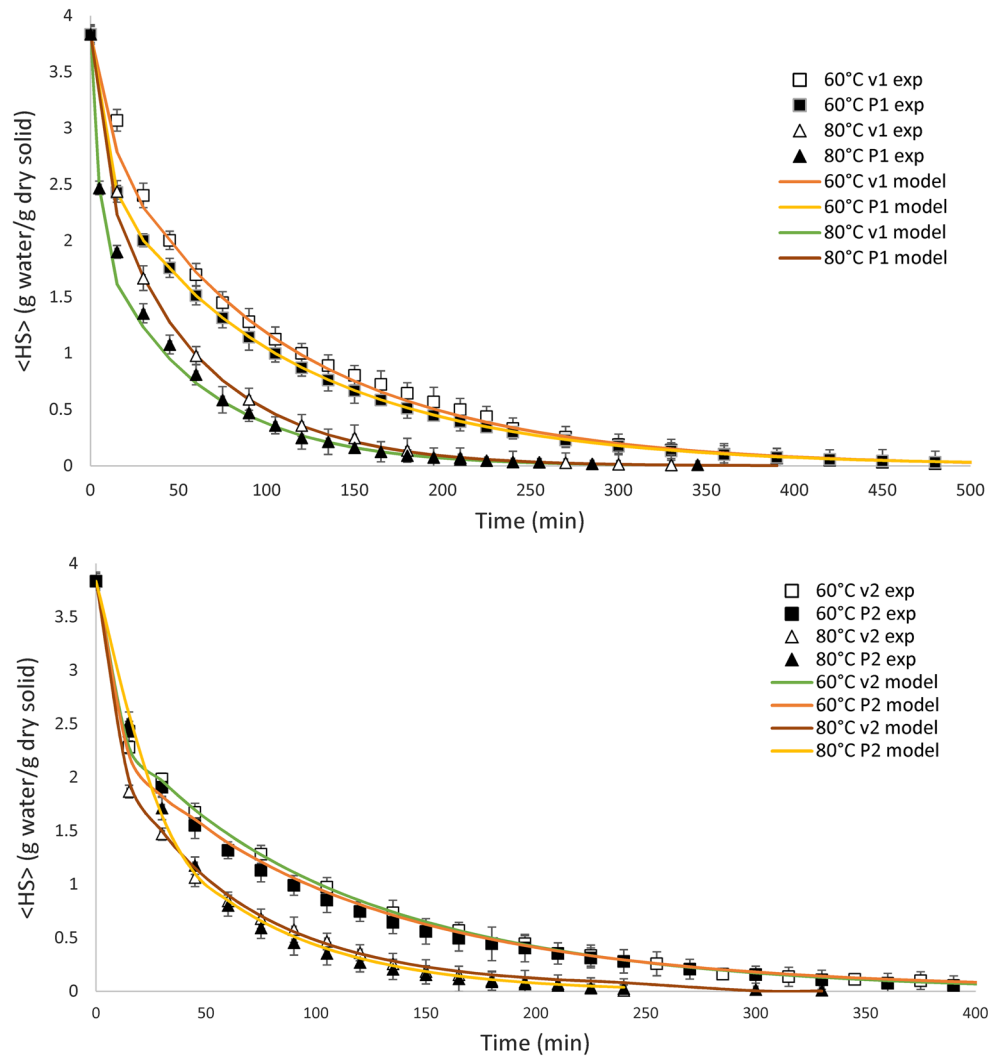 4
3.5
3
2.5
2
1.5
1
0.5
0
<HS> (g water/g dry solid)
60°C v1 exp
60°C P1 exp
80°C v1 exp
80°C P1 exp
60°C v1 model
60°C P1 model
80°C v1 model
80°C P1 model
0 50 100 150 200 250 300 350 400 450 500
Time (min)
4
3.5
3
2.5
2
1.5
1
0.5
0
<HS> (g water/g dry solid)
60°C v2 exp
60°C P2 exp
80°C v2 exp
80°C P2 exp
60°C v2 model
60°C P2 model
80°C v2 model
80°C P2 model
0 50 100 150 200 250 300 350 400
Time (min)